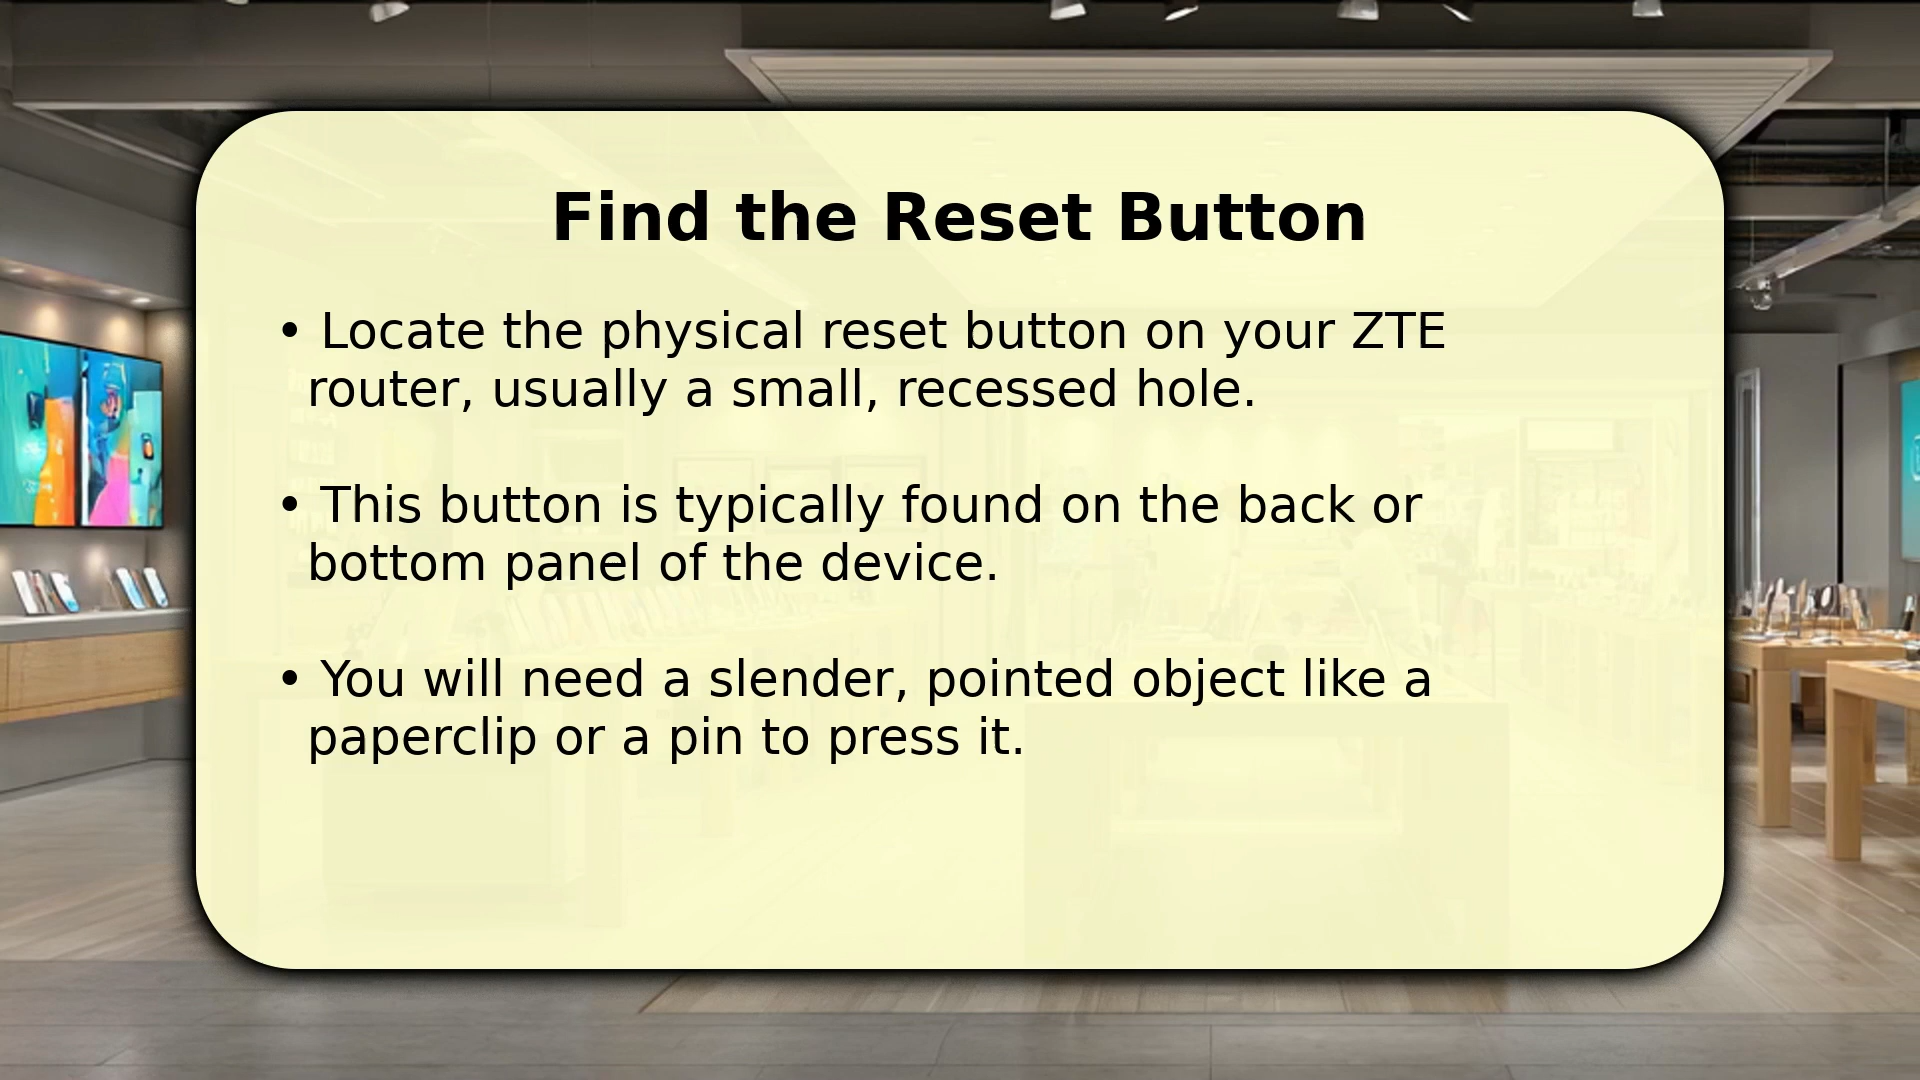 Find the Reset Button
• Locate the physical reset button on your ZTE
router, usually a small, recessed hole.
• This button is typically found on the back or
bottom panel of the device.
• You will need a slender, pointed object like a
paperclip or a pin to press it.